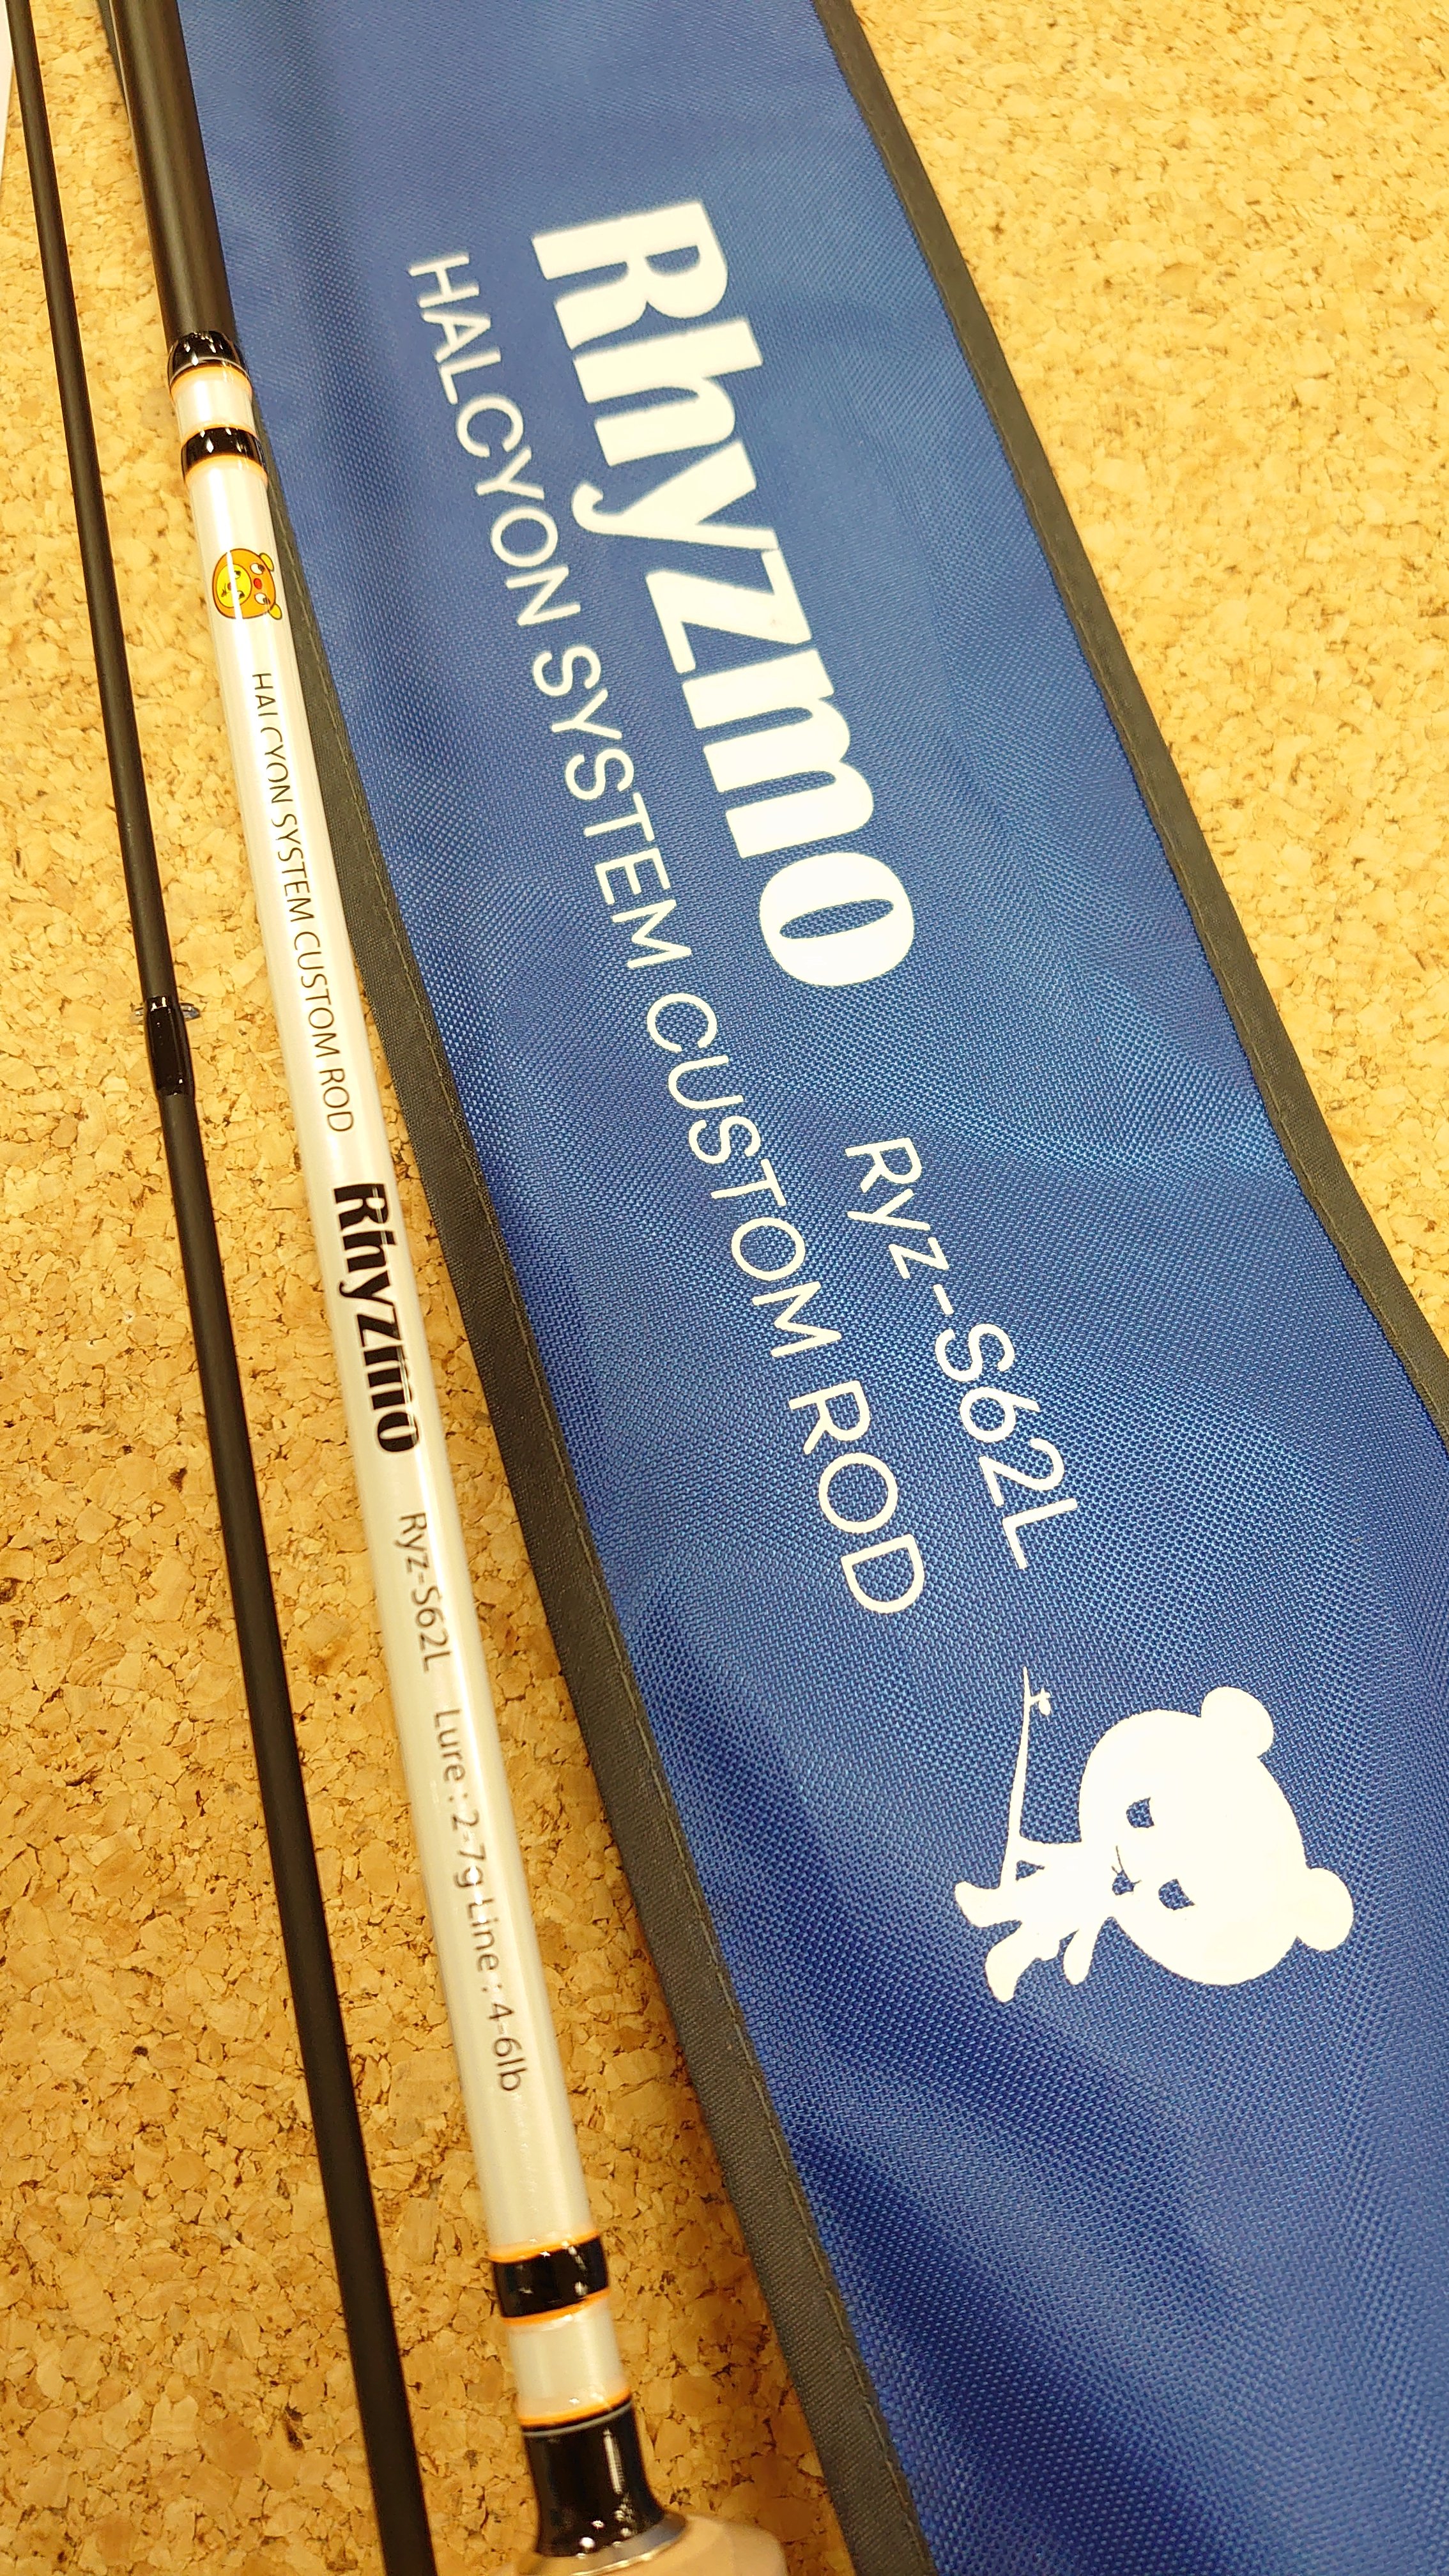 Rhyzmo
HALCYON SYSTEM CUSTOM ROD
Ryz-S62L
HALCYON SYSTEM CUSTOM ROD Rhyzmo Ryz-S62L Lure : 2-7g Line : 4-6lb